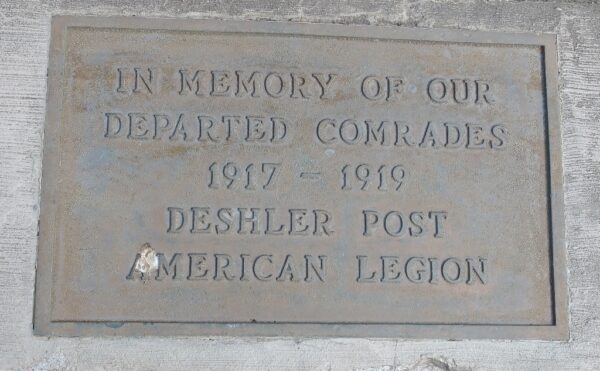 IN MEMORY OF OUR
DEPARTED COMRADES
1917 - 1919
DESHLER POST
AMERICAN LEGION